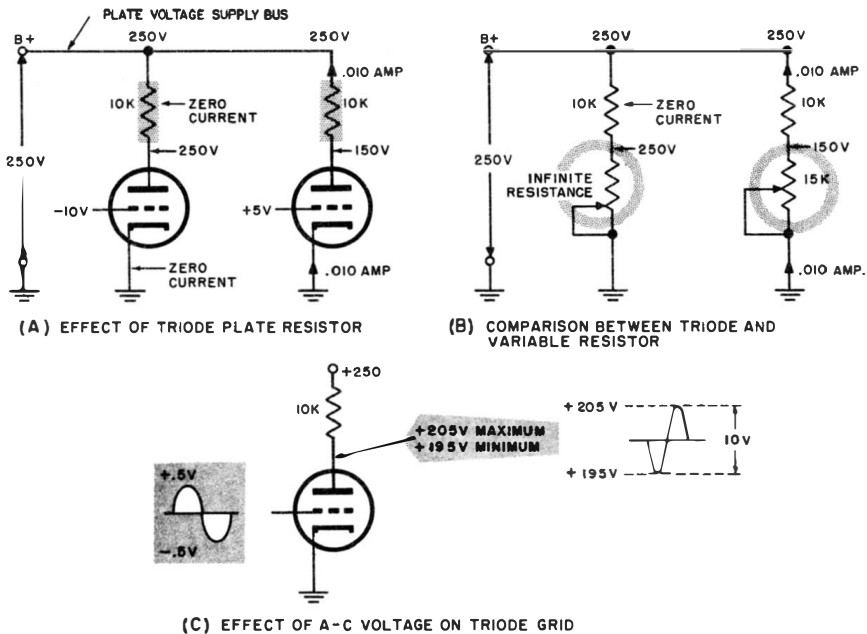 PLATE VOLTAGE SUPPLY BUS
B+
250V
250V
.010 AMP
10K
ZERO
CURRENT
10K
250V
150V
250V
-10V
+5V
ZERO
CURRENT
.010 AMP
(A) EFFECT OF TRIODE PLATE RESISTOR
B+
250V
250V
.010 AMP
10K
ZERO
CURRENT
10K
250V
150V
250V
INFINITE
RESISTANCE
15K
.010 AMP.
(B) COMPARISON BETWEEN TRIODE AND
VARIABLE RESISTOR
+250
10K
+205V MAXIMUM
+195V MINIMUM
+205V
10V
+195V
+.5V
-.5V
(C) EFFECT OF A-C VOLTAGE ON TRIODE GRID